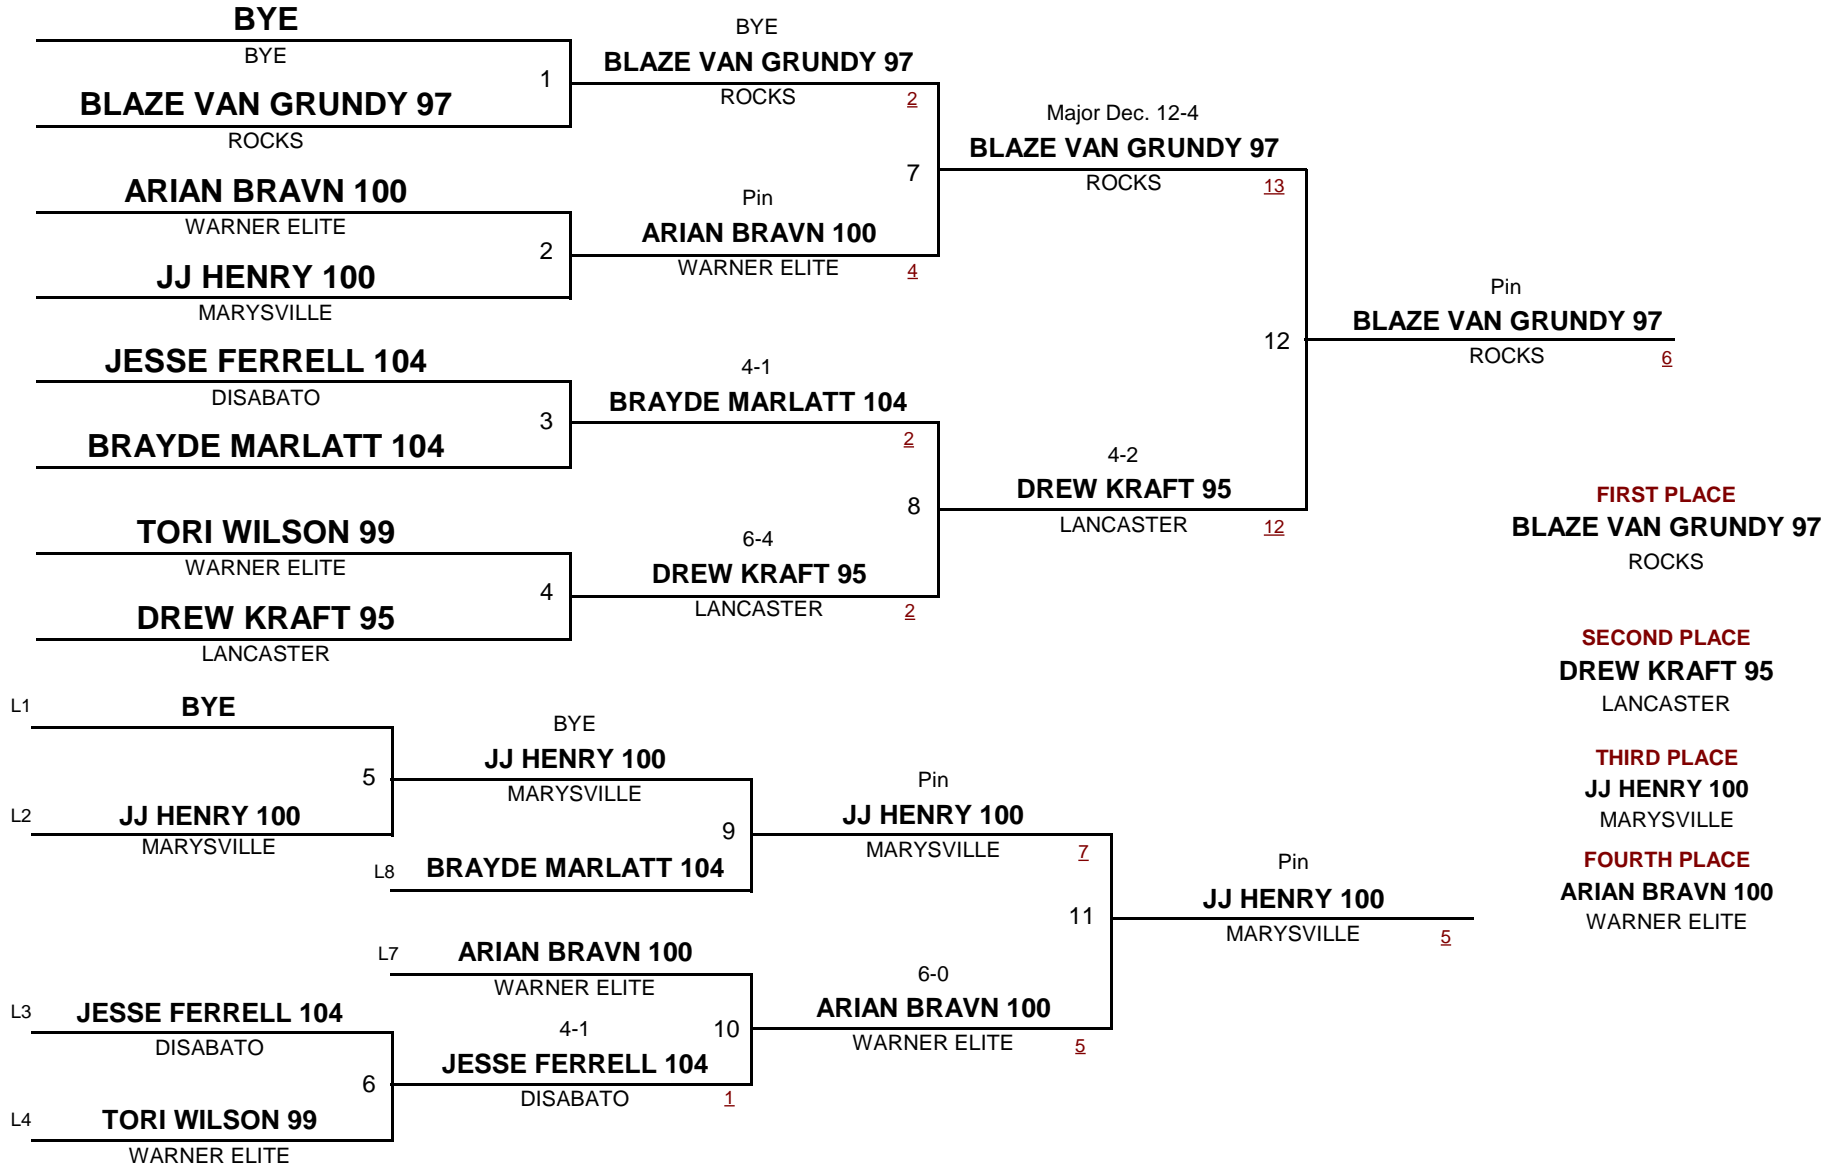 BYE
BYE
1
BLAZE VAN GRUNDY 97
ROCKS
ARIAN BRAVN 100
WARNER ELITE
2
JJ HENRY 100
MARYSVILLE
JESSE FERRELL 104
DISABATO
3
BRAYDE MARLATT 104
TORI WILSON 99
WARNER ELITE
4
DREW KRAFT 95
LANCASTER
BYE
BLAZE VAN GRUNDY 97
ROCKS 2
7
Pin
ARIAN BRAVN 100
WARNER ELITE 4
4-1
BRAYDE MARLATT 104
2
8
6-4
DREW KRAFT 95
LANCASTER 2
Major Dec. 12-4
BLAZE VAN GRUNDY 97
ROCKS 13
12
4-2
DREW KRAFT 95
LANCASTER 12
Pin
BLAZE VAN GRUNDY 97
ROCKS 6
FIRST PLACE
BLAZE VAN GRUNDY 97
ROCKS
SECOND PLACE
DREW KRAFT 95
LANCASTER
THIRD PLACE
JJ HENRY 100
MARYSVILLE
FOURTH PLACE
ARIAN BRAVN 100
WARNER ELITE
L1 BYE
5
L2 JJ HENRY 100
MARYSVILLE
BYE
JJ HENRY 100
MARYSVILLE
9
L8 BRAYDE MARLATT 104
L7 ARIAN BRAVN 100
WARNER ELITE
L3 JESSE FERRELL 104
DISABATO
6
L4 TORI WILSON 99
WARNER ELITE
4-1
10
JESSE FERRELL 104
DISABATO 1
Pin
JJ HENRY 100
MARYSVILLE 7
11
6-0
ARIAN BRAVN 100
WARNER ELITE 5
Pin
JJ HENRY 100
MARYSVILLE 5